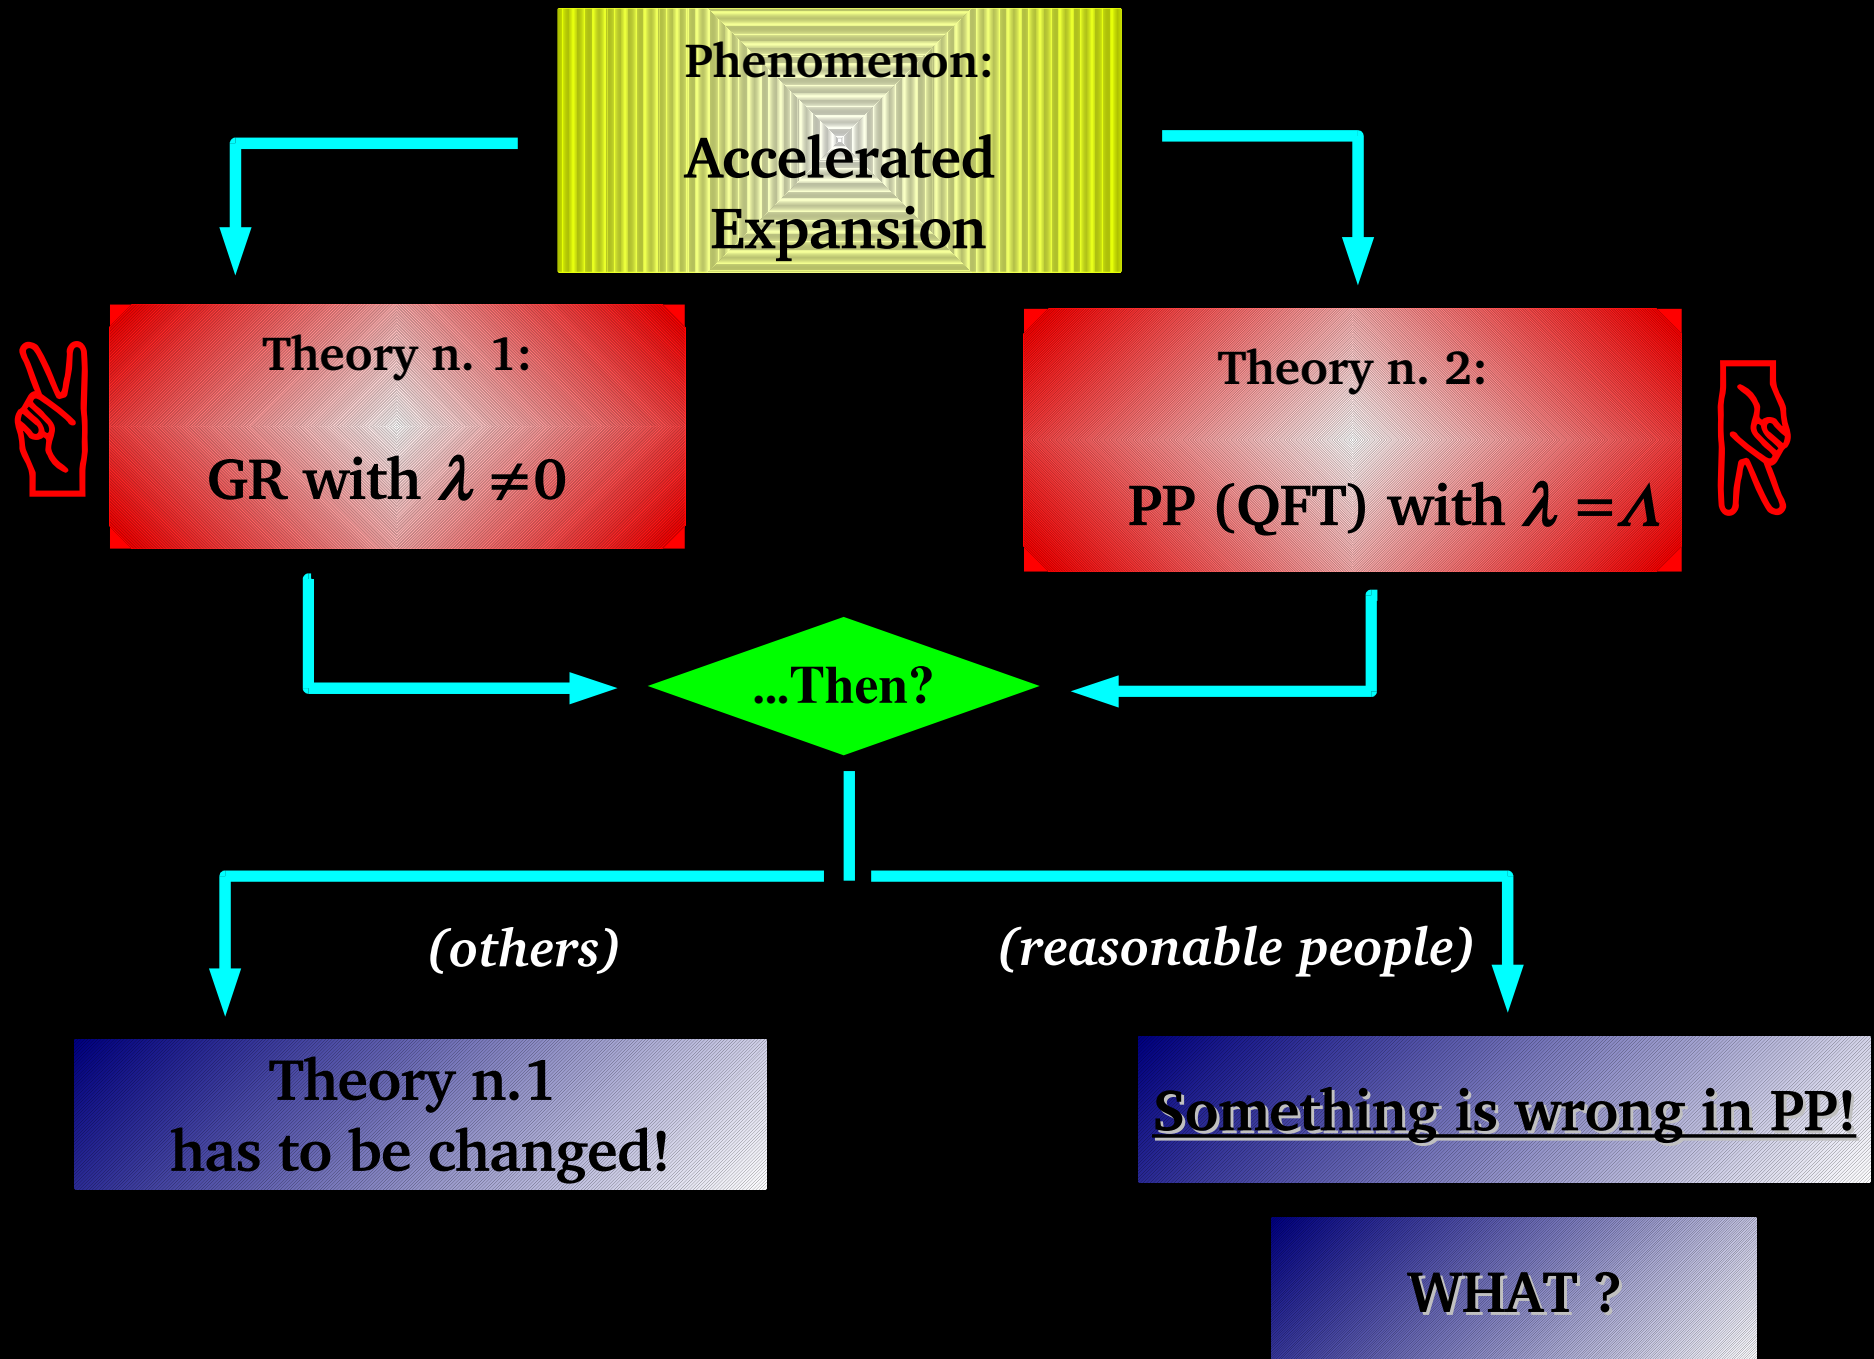 Phenomenon:
Accelerated
Expansion
Theory n. 1:
GR with λ ≠0
Theory n. 2:
PP (QFT) with λ =Λ
...Then?
(others)
(reasonable people)
Theory n.1
has to be changed!
Something is wrong in PP!
WHAT ?